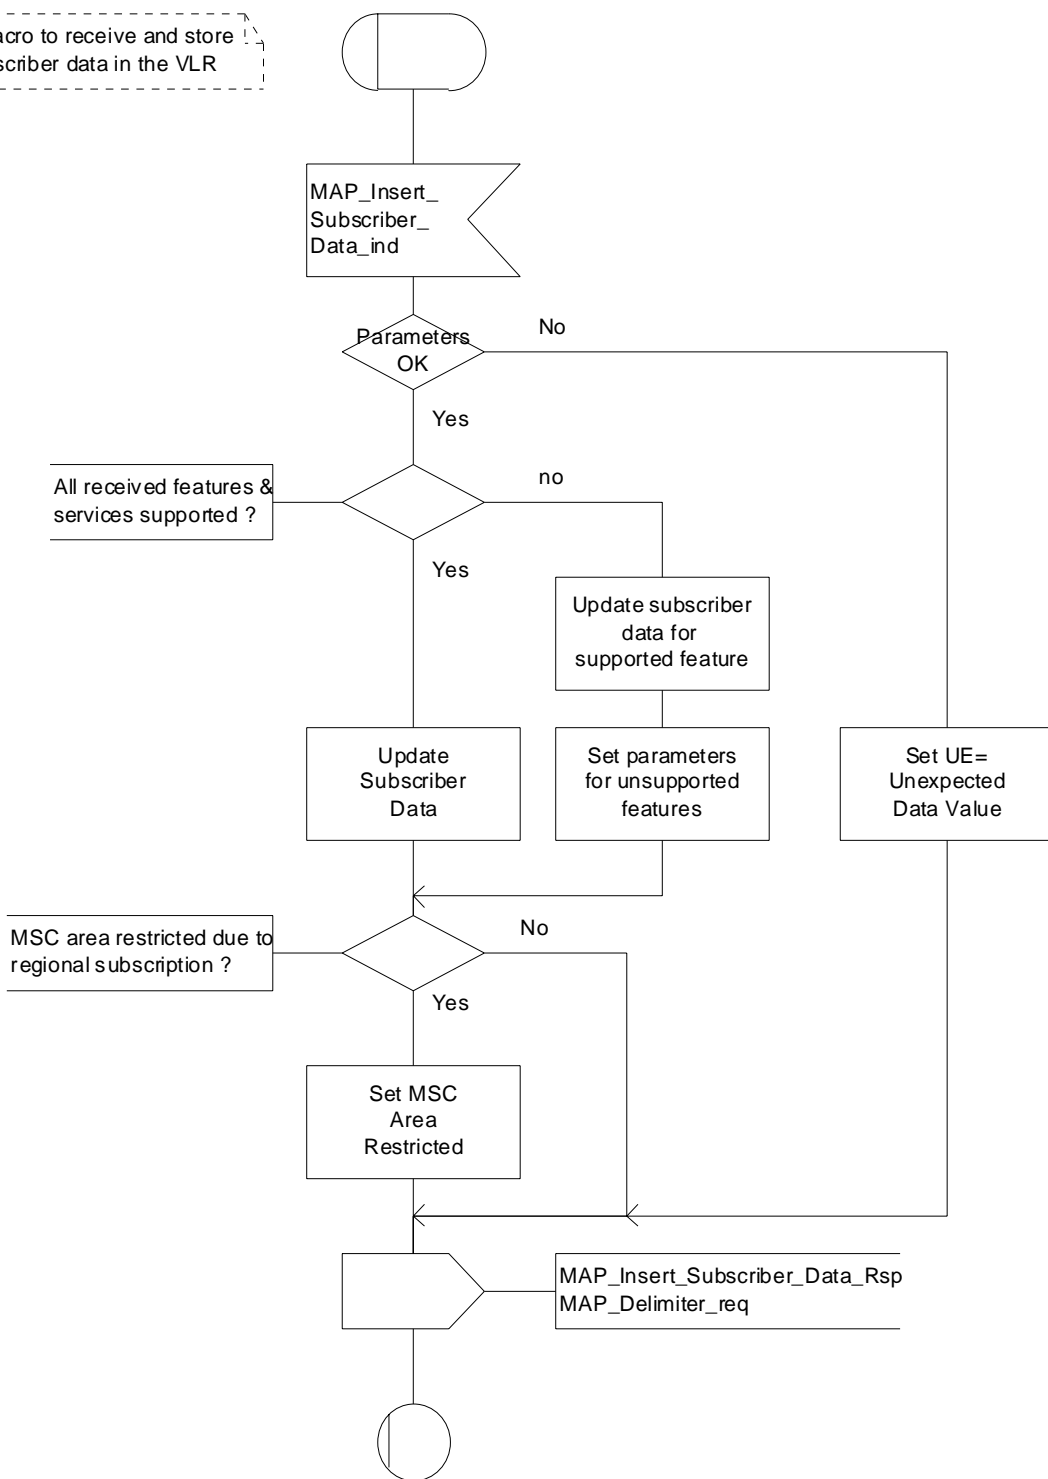 acro to receive and store
scriber data in the VLR
MAP_Insert_
Subscriber_
Data_ind
Parameters
OK
No
Yes
All received features &
services supported ?
no
Yes
Update subscriber
data for
supported feature
Update
Subscriber
Data
Set parameters
for unsupported
features
Set UE=
Unexpected
Data Value
MSC area restricted due to
regional subscription ?
No
Yes
Set MSC
Area
Restricted
MAP_Insert_Subscriber_Data_Rsp
MAP_Delimiter_req